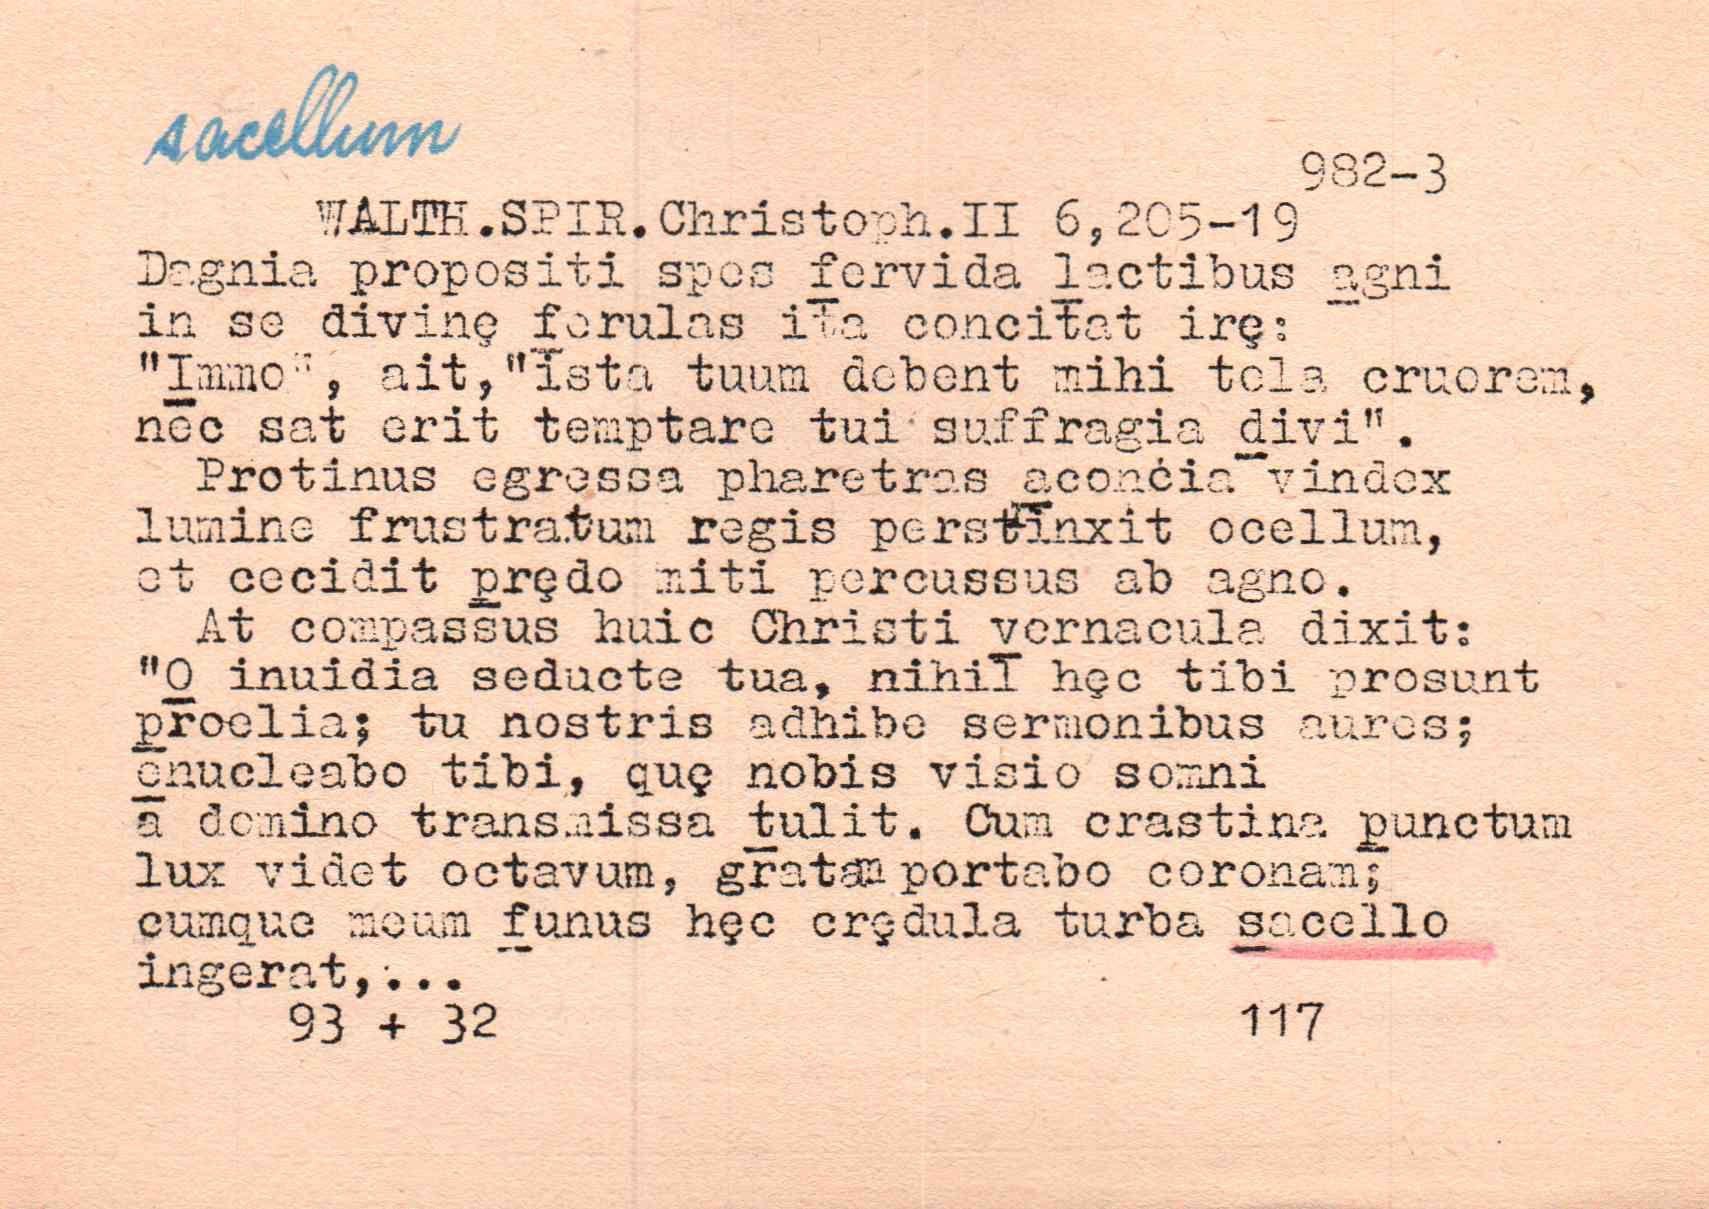 sacellum
982-3
WALTH.SPIR.Christoph.II 6,205-19
Dagnia propositi spes fervida lactibus agni
in se divinę ferulas ita concitat irę:
"Immo", ait,"ista tuum debent mihi tela cruorem,
nec sat erit temptare tui suffragia divi".
Protinus egressa pharetras aconcia vindex
lumine frustratum regis perstinxit ocellum,
et cecidit prędo miti percussus ab agno.
At compassus huic Christi vernacula dixit:
"O inuidia seducte tua, nihil hęc tibi prosunt
proelia; tu nostris adhibe sermonibus aures;
enucleabo tibi, quę nobis visio somni
a domino transmissa tulit. Cum crastina punctum
lux videt octavum, gratam portabo coronam;
cumque meum funus hęc crędula turba sacello
ingerat,...
93 + 32 117